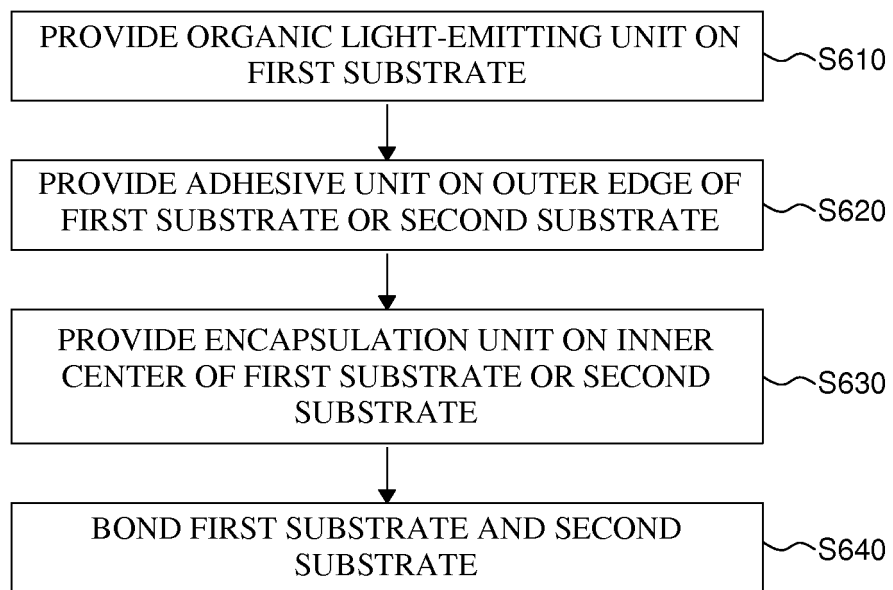 PROVIDE ORGANIC LIGHT-EMITTING UNIT ON
FIRST SUBSTRATE
S610
PROVIDE ADHESIVE UNIT ON OUTER EDGE OF
FIRST SUBSTRATE OR SECOND SUBSTRATE
S620
PROVIDE ENCAPSULATION UNIT ON INNER
CENTER OF FIRST SUBSTRATE OR SECOND
SUBSTRATE
S630
BOND FIRST SUBSTRATE AND SECOND
SUBSTRATE
S640